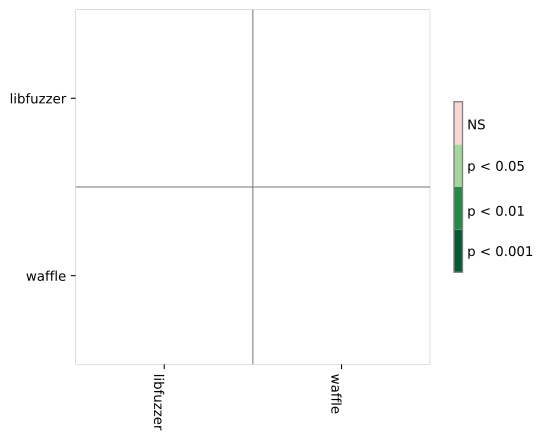 libfuzzer
waffle
libfuzzer
waffle
NS
p < 0.05
p < 0.01
p < 0.001